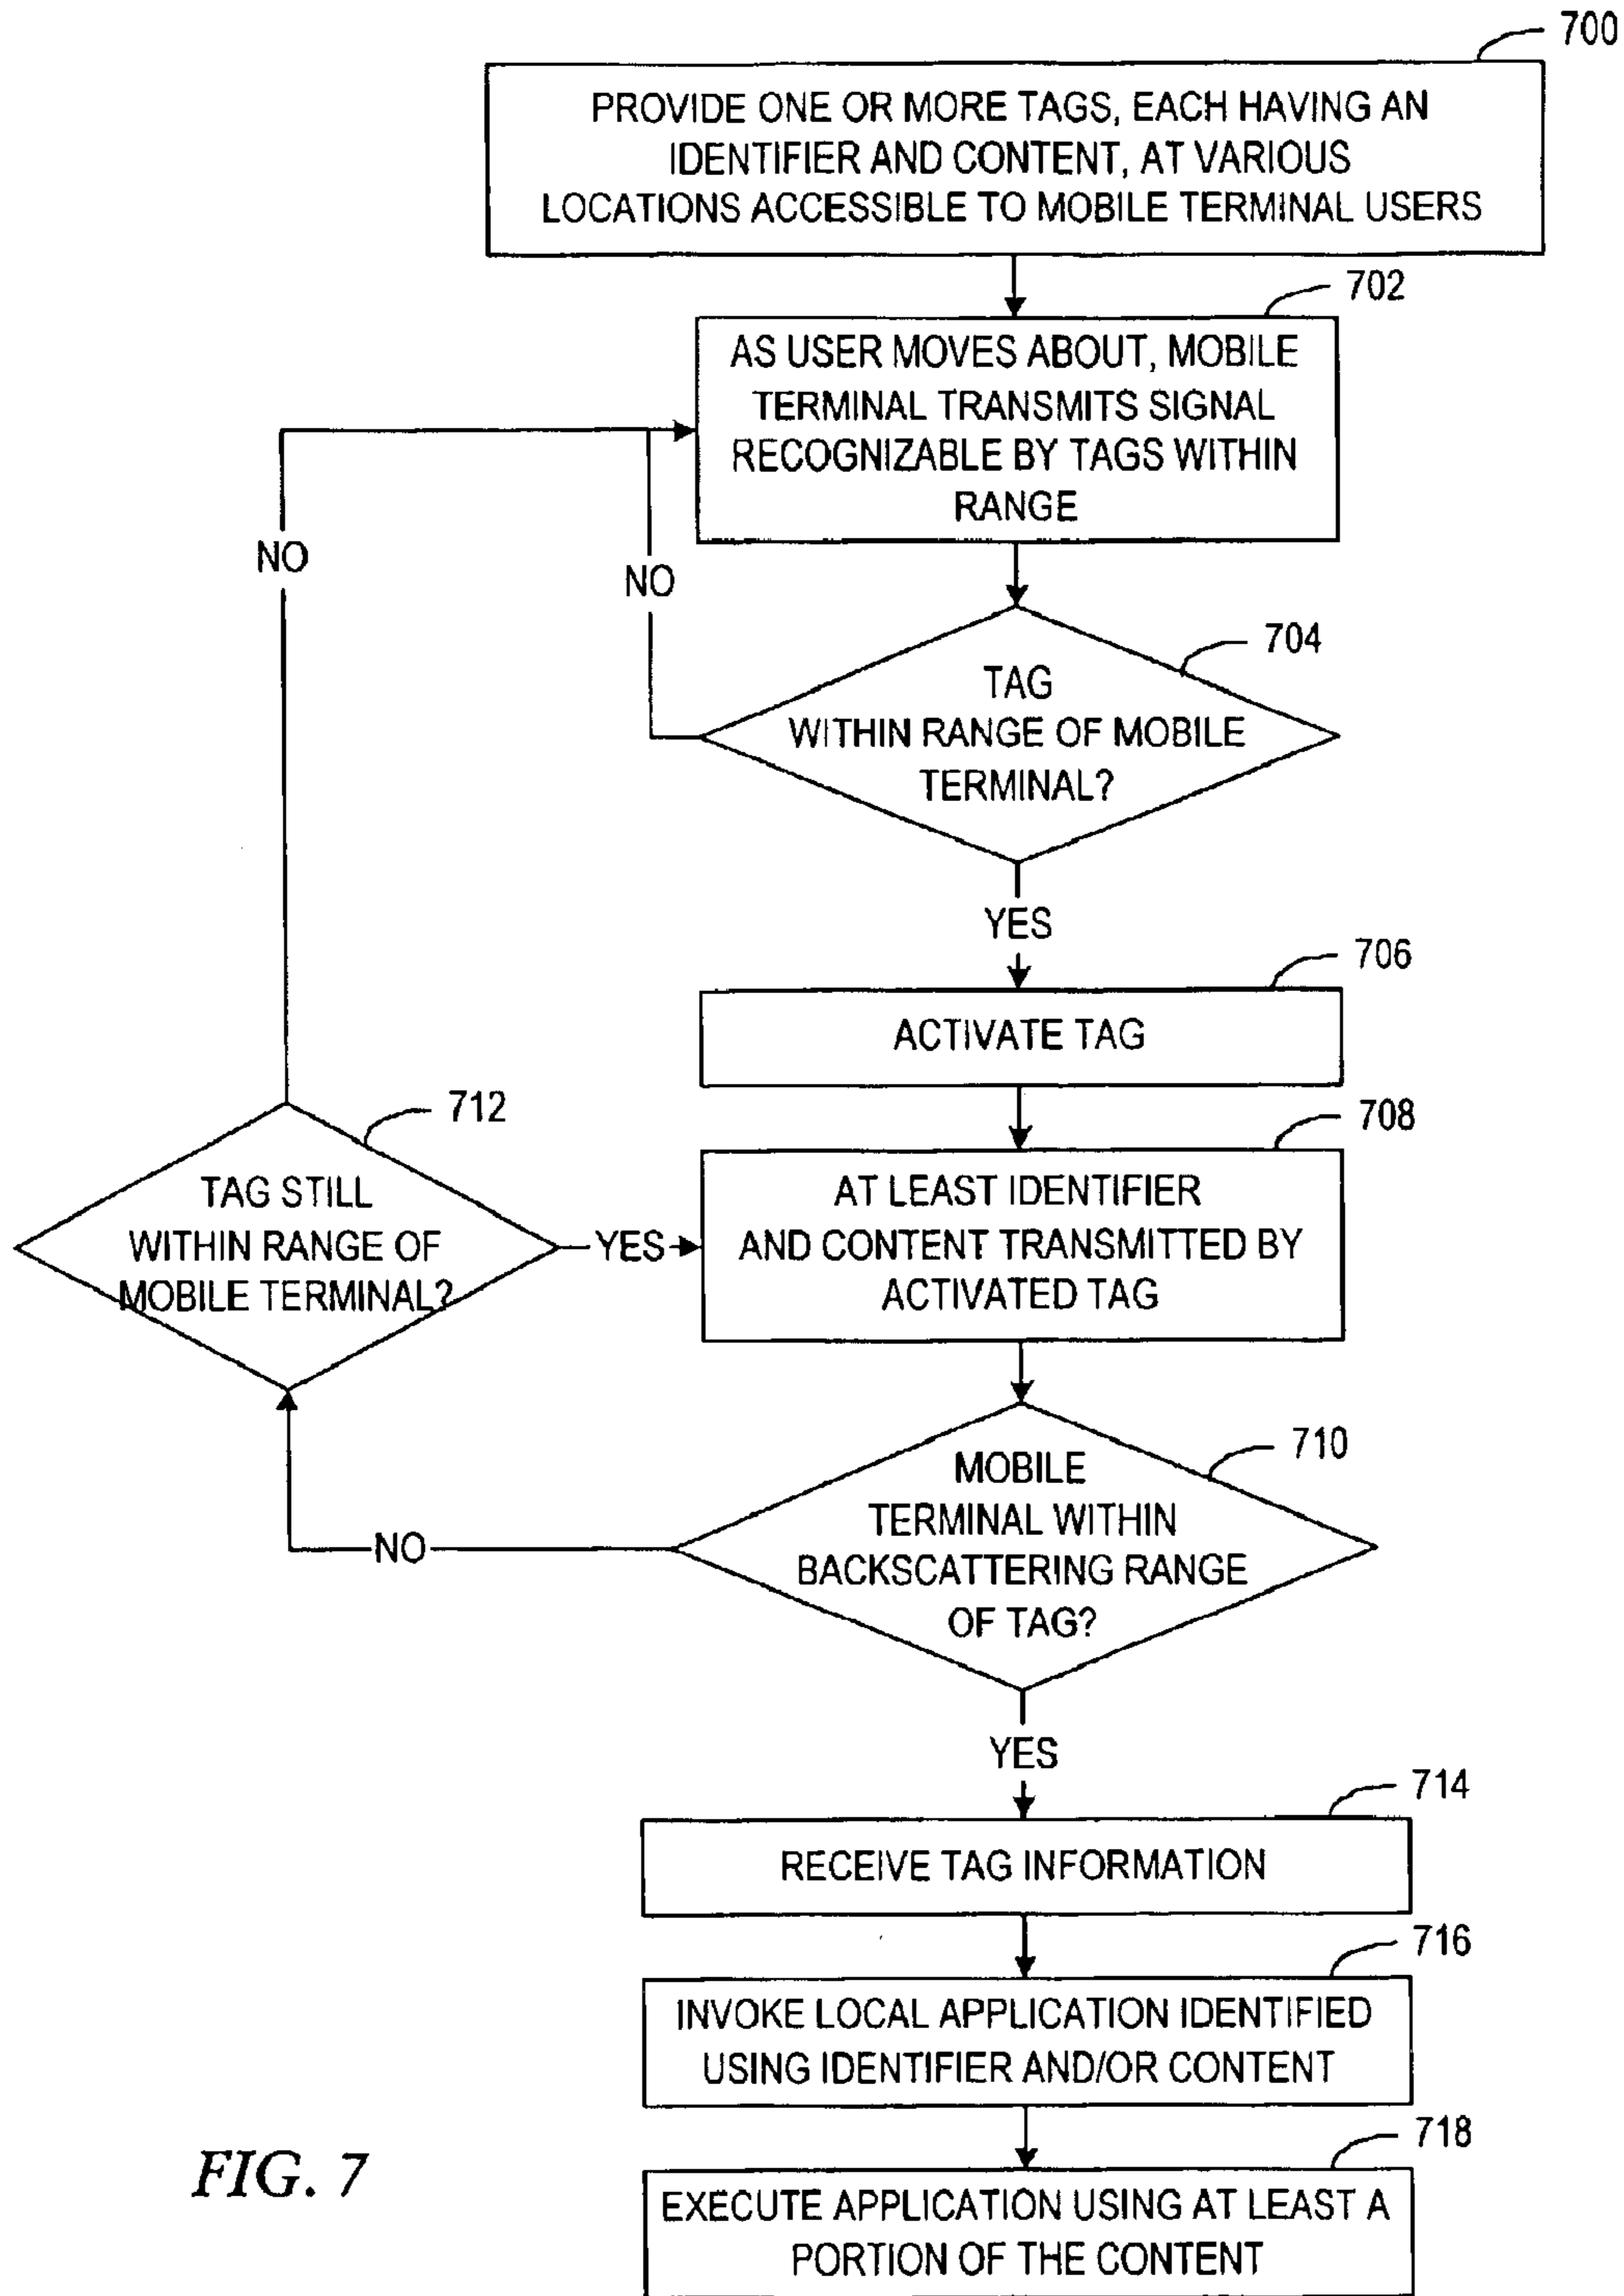 700
PROVIDE ONE OR MORE TAGS, EACH HAVING AN
IDENTIFIER AND CONTENT, AT VARIOUS
LOCATIONS ACCESSIBLE TO MOBILE TERMINAL USERS
702
AS USER MOVES ABOUT, MOBILE
TERMINAL TRANSMITS SIGNAL
RECOGNIZABLE BY TAGS WITHIN
RANGE
NO
NO
704
TAG
WITHIN RANGE OF MOBILE
TERMINAL?
YES
706
ACTIVATE TAG
712
TAG STILL
WITHIN RANGE OF
MOBILE TERMINAL?
YES
708
AT LEAST IDENTIFIER
AND CONTENT TRANSMITTED BY
ACTIVATED TAG
710
MOBILE
TERMINAL WITHIN
BACKSCATTERING RANGE
OF TAG?
NO
YES
714
RECEIVE TAG INFORMATION
716
INVOKE LOCAL APPLICATION IDENTIFIED
USING IDENTIFIER AND/OR CONTENT
718
EXECUTE APPLICATION USING AT LEAST A
PORTION OF THE CONTENT
FIG. 7